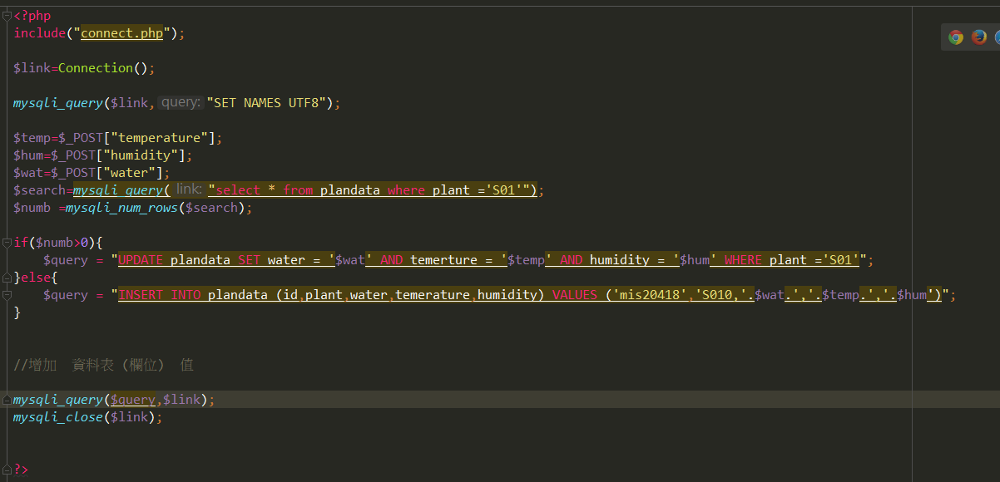 <?php
include("connect.php");
$link=Connection();
mysqli_query($link, query: "SET NAMES UTF8");
$temp=$_POST["temperature"];
$hum=$_POST["humidity"];
$wat=$_POST["water"];
$search=mysqli_query( link: "select * from plandata where plant ='S01'");
$numb =mysqli_num_rows($search);
if($numb>0){
    $query = "UPDATE plandata SET water = '$wat' AND temerture = '$temp' AND humidity = '$hum' WHERE plant ='S01'";
}else{
    $query = "INSERT INTO plandata (id,plant,water,temerature,humidity) VALUES ('mis20418','S010,'.$wat.','.$temp.','.$hum')";
}
//增加  資料表 (欄位)  值
mysqli_query($query,$link);
mysqli_close($link);
?>